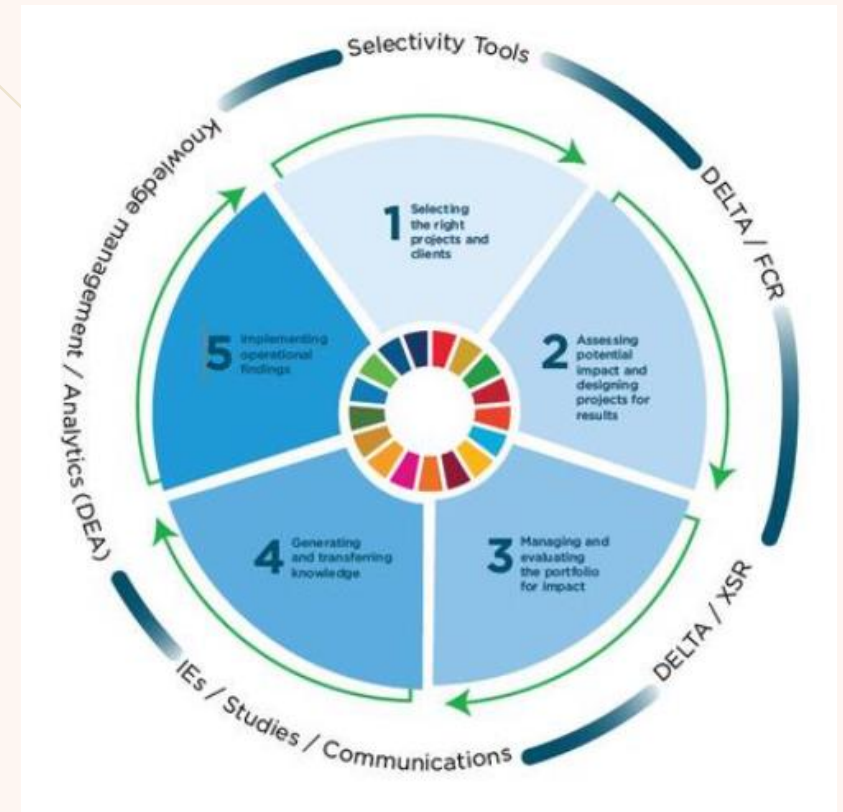 Selectivity Tools
DELTA / FCR
DELTA / XSR
IEs / Studies / Communications
Knowledge management / Analytics (DEA)
1
Selecting
the right
projects and
clients
2
Assessing
potential
impact and
designing
projects for
results
3
Managing and
evaluating
the portfolio
for impact
4
Generating
and transferring
knowledge
5
Implementing
operational
findings